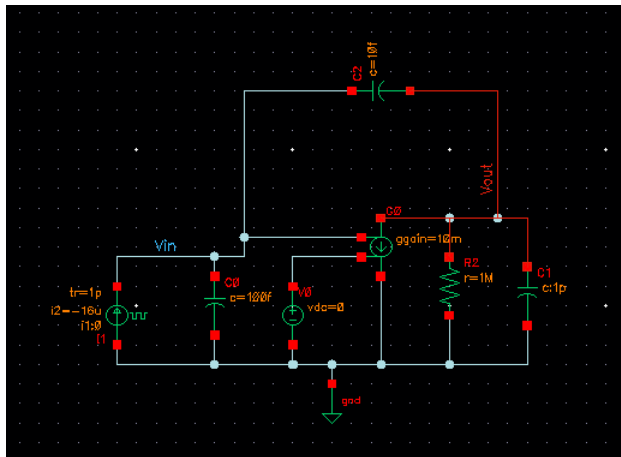 C2
c=10f
Vout
G0
ggain=10m
Vin
R2
r=1M
C1
c:1p
tr=1p
i2=-16u
i1:0
I1
C0
c=100f
V0
vdc=0
gnd